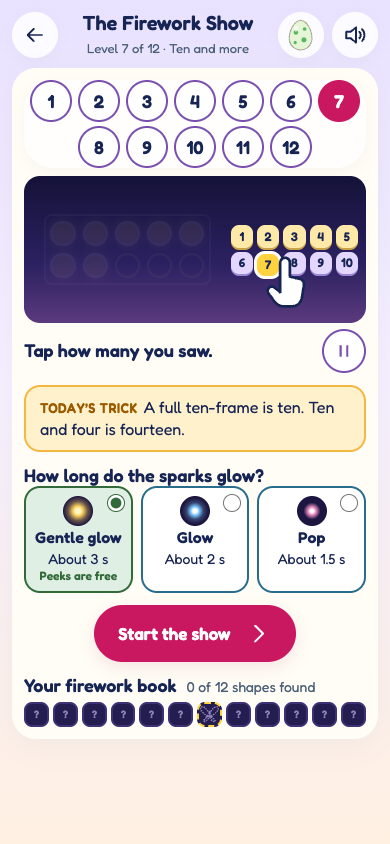 The Firework Show
Level 7 of 12 · Ten and more
1 2 3 4 5 6 7
8 9 10 11 12
1 2 3 4 5
6 7 8 9 10
Tap how many you saw.
TODAY'S TRICK A full ten-frame is ten. Ten
and four is fourteen.
How long do the sparks glow?
Gentle glow Glow Pop
About 3 s About 2 s About 1.5 s
Peeks are free
Start the show
Your firework book 0 of 12 shapes found
? ? ? ? ? ? ? ? ? ? ?